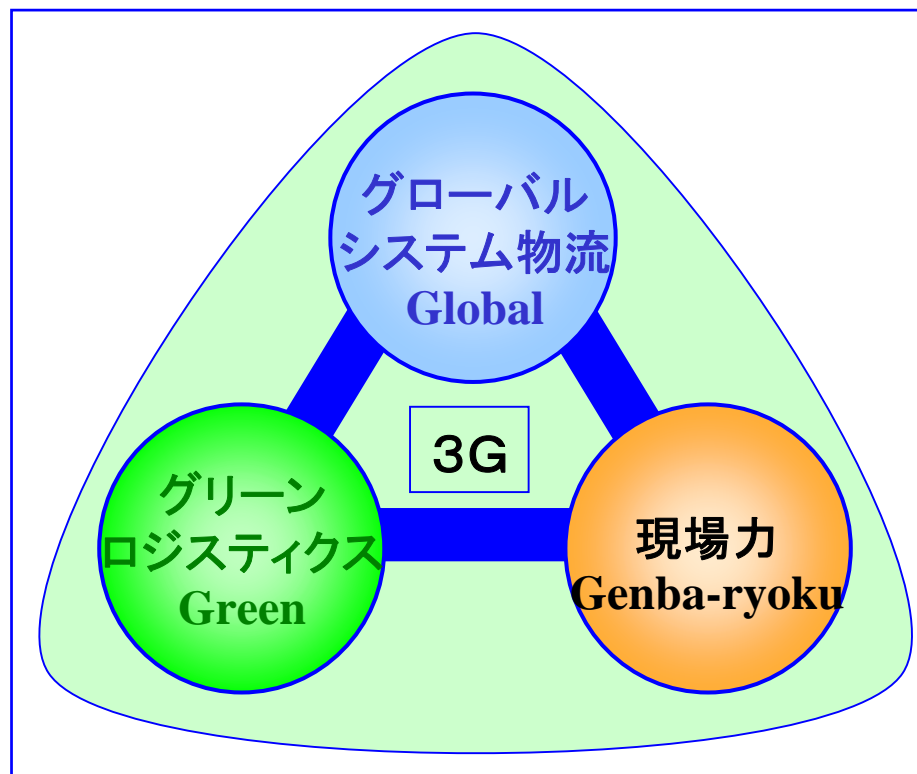 グローバル
システム物流
Global
3G
グリーン
ロジスティクス
Green
現場力
Genba-ryoku